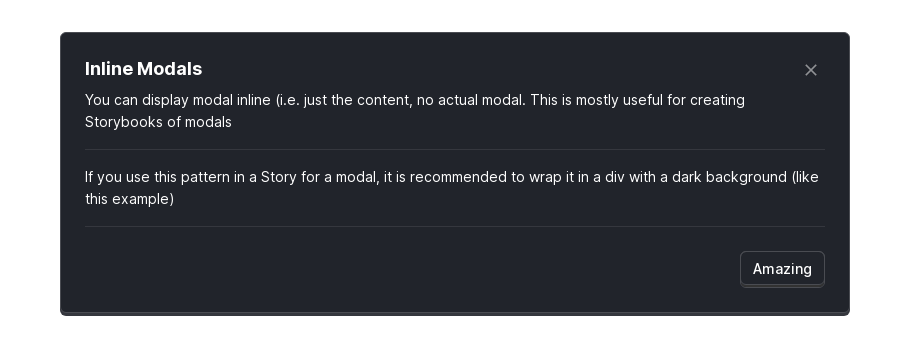 Inline Modals
You can display modal inline (i.e. just the content, no actual modal. This is mostly useful for creating
Storybooks of modals
If you use this pattern in a Story for a modal, it is recommended to wrap it in a div with a dark background (like
this example)
Amazing